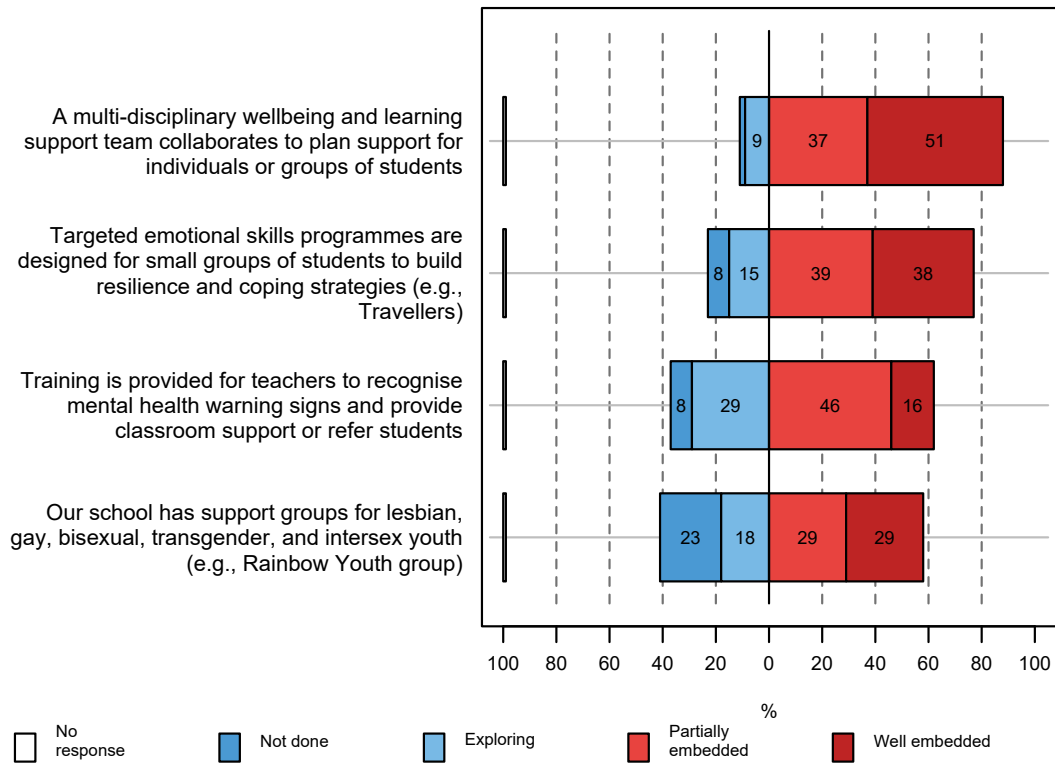 A multi-disciplinary wellbeing and learning
support team collaborates to plan support for
individuals or groups of students
9 37 51
Targeted emotional skills programmes are
designed for small groups of students to build
resilience and coping strategies (e.g.,
Travellers)
8 15 39 38
Training is provided for teachers to recognise
mental health warning signs and provide
classroom support or refer students
8 29 46 16
Our school has support groups for lesbian,
gay, bisexual, transgender, and intersex youth
(e.g., Rainbow Youth group)
23 18 29 29
100 80 60 40 20 0 20 40 60 80 100
%
No
response
Not done
Exploring
Partially
embedded
Well embedded